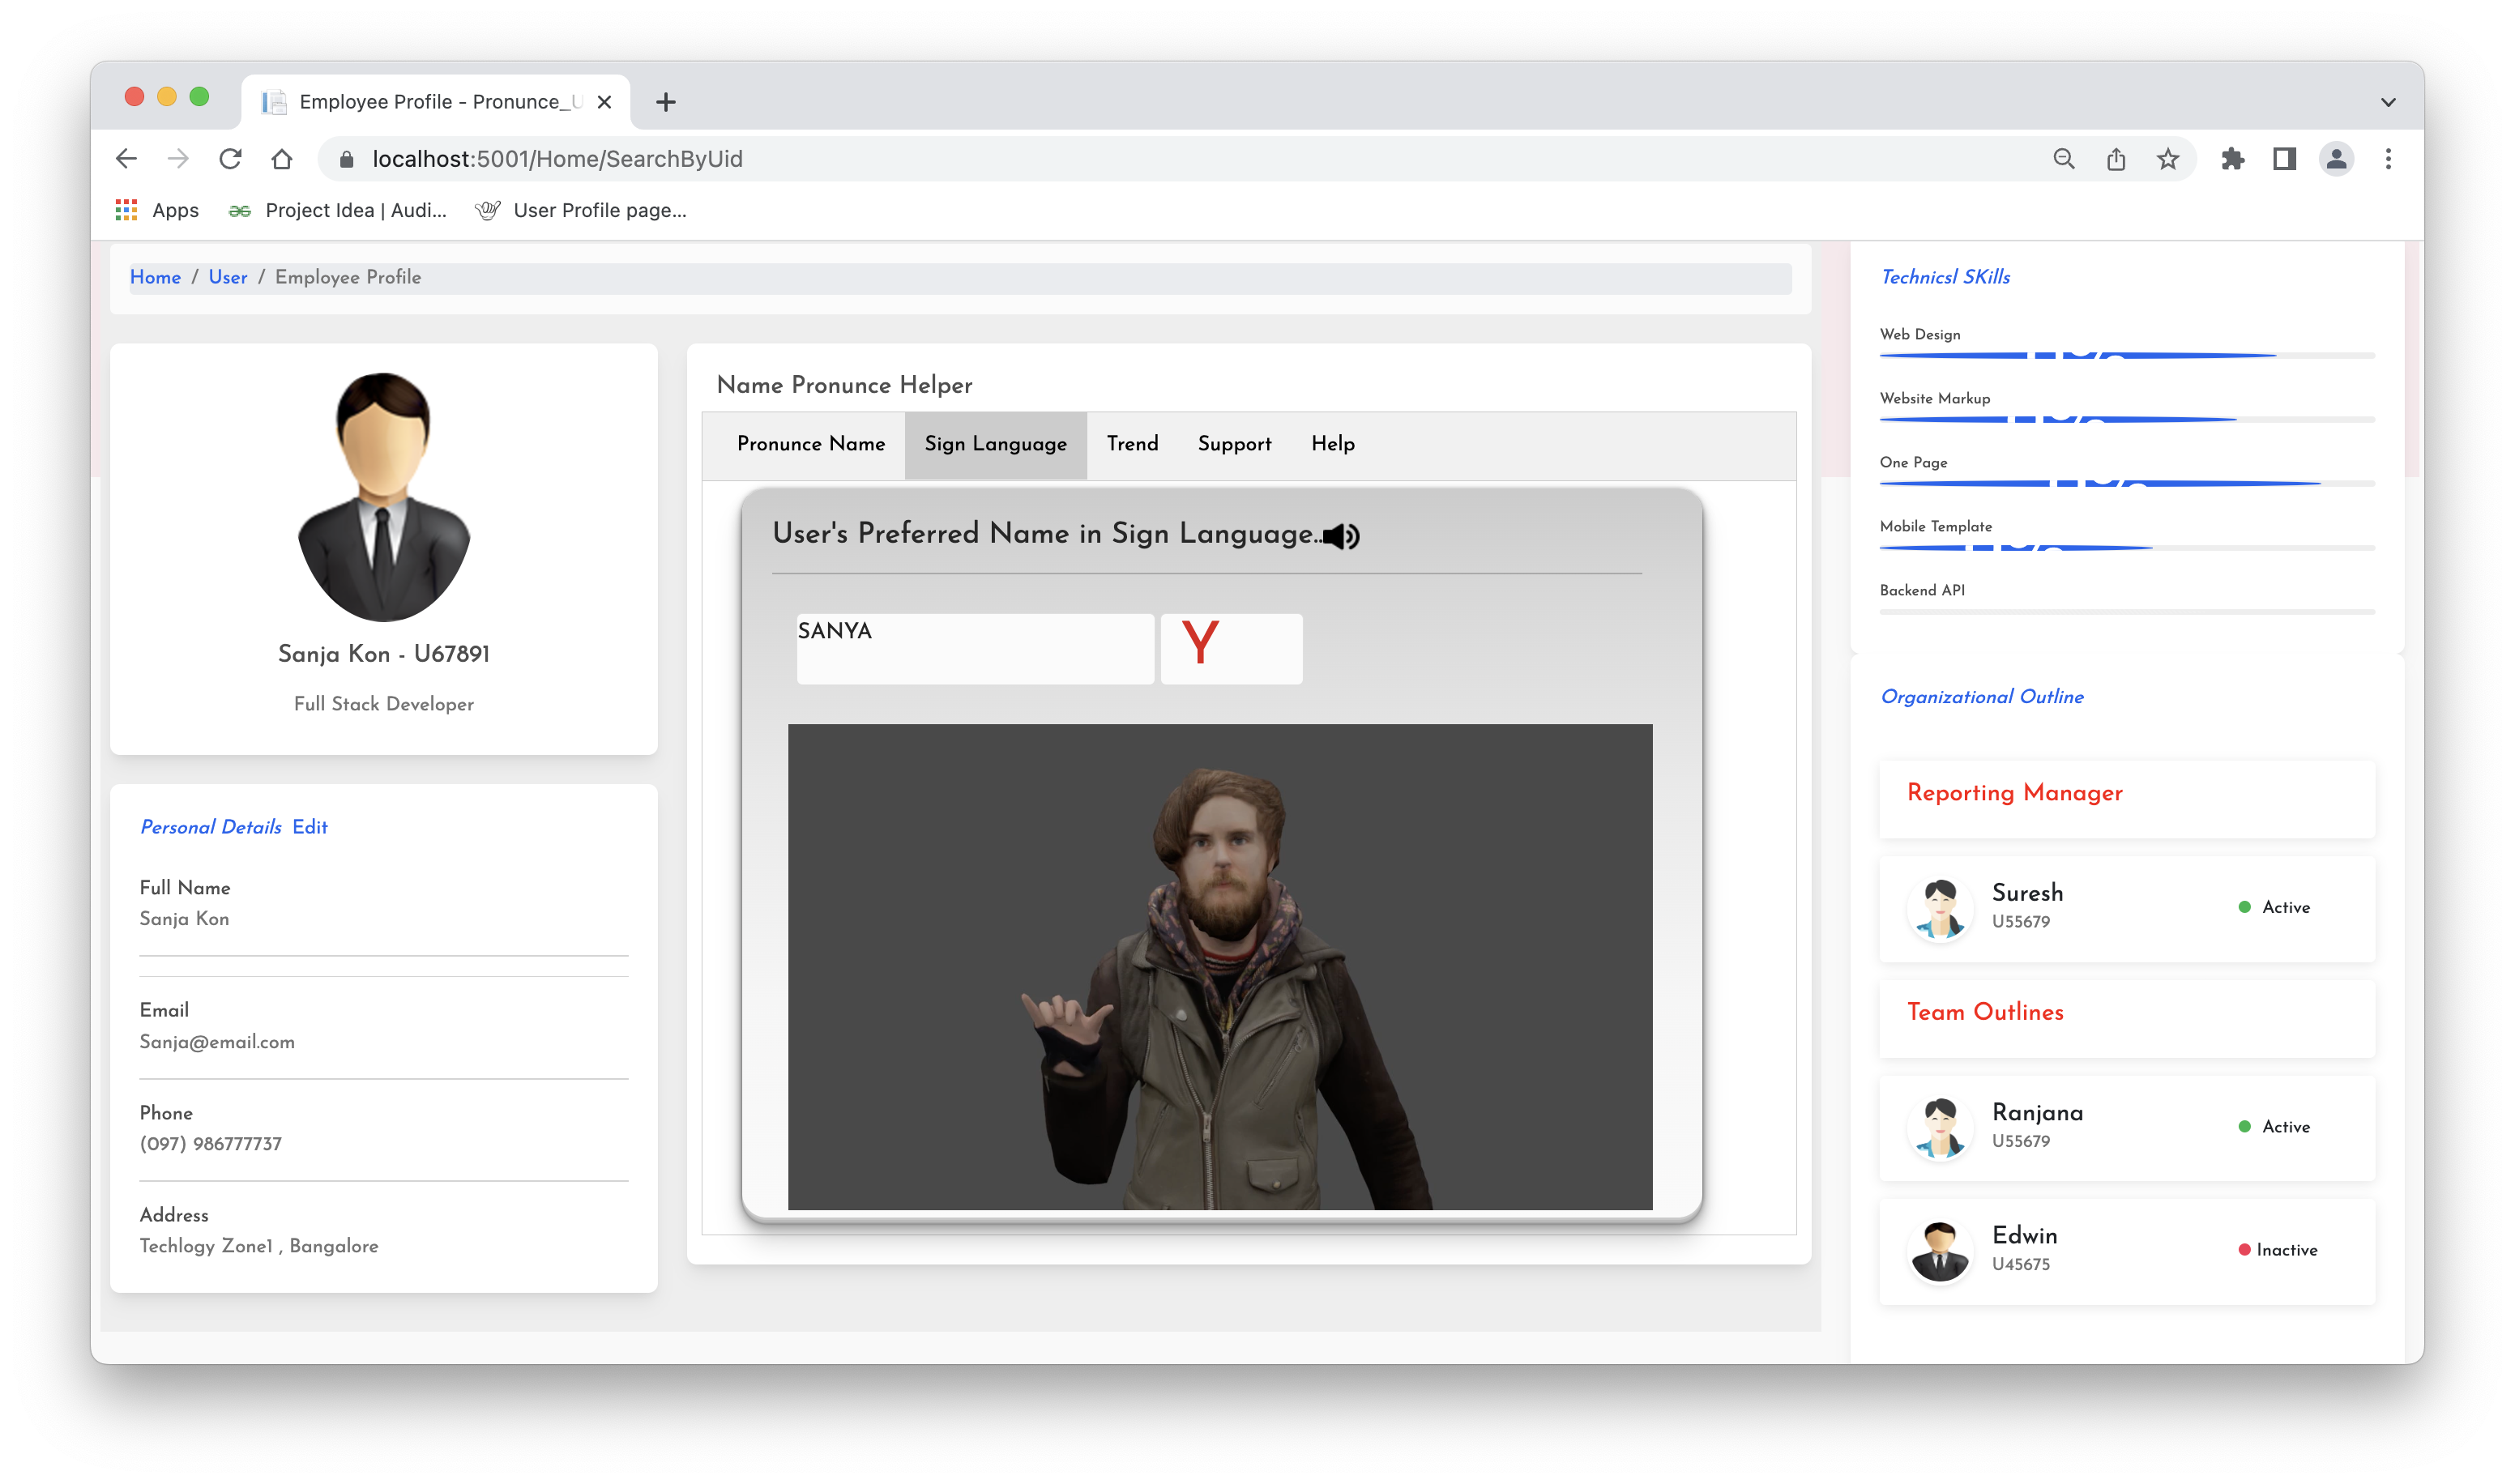 Employee Profile - Pronunce_U
localhost:5001/Home/SearchByUid
Apps
Project Idea | Audi...
User Profile page...
Home / User / Employee Profile
Sanja Kon - U67891
Full Stack Developer
Personal Details Edit
Full Name
Sanja Kon
Email
Sanja@email.com
Phone
(097) 986777737
Address
Techlogy Zone1 , Bangalore
Name Pronunce Helper
Pronunce Name
Sign Language
Trend
Support
Help
User's Preferred Name in Sign Language..
SANYA
Y
Technicsl SKills
Web Design
Website Markup
One Page
Mobile Template
Backend API
Organizational Outline
Reporting Manager
Suresh
U55679
Active
Team Outlines
Ranjana
U55679
Active
Edwin
U45675
Inactive